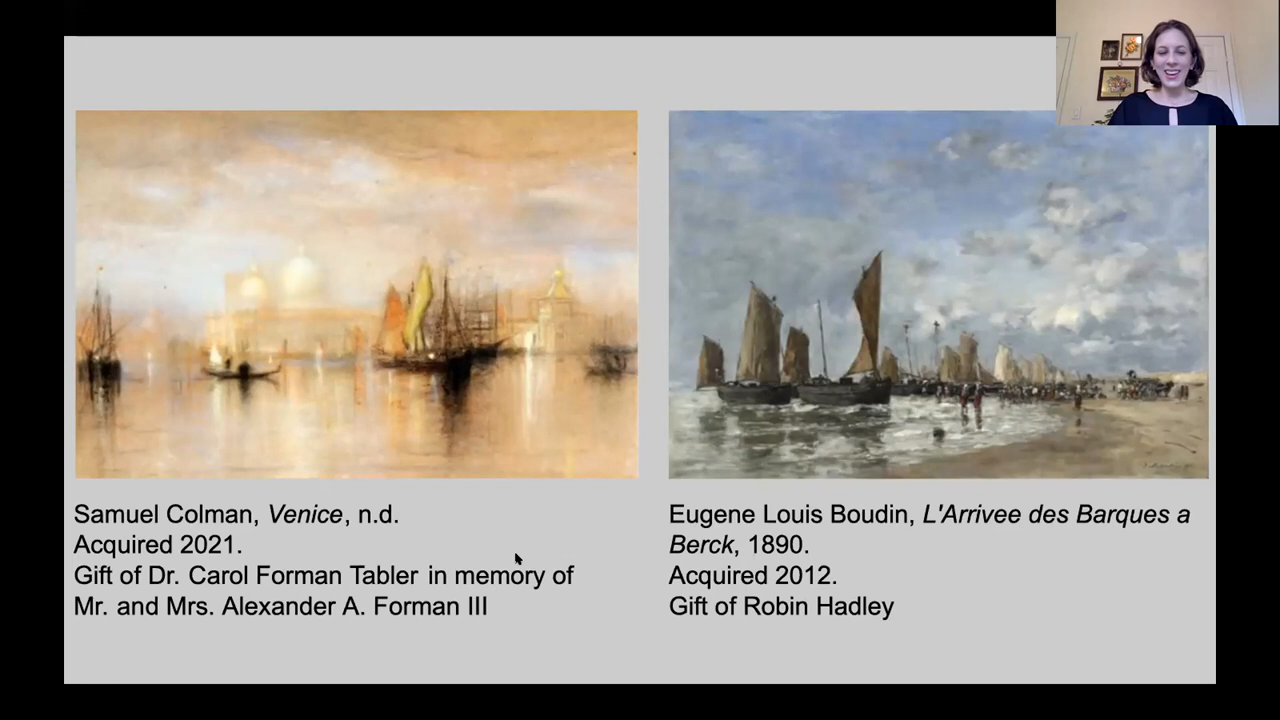 Samuel Colman, Venice, n.d.
Acquired 2021.
Gift of Dr. Carol Forman Tabler in memory of
Mr. and Mrs. Alexander A. Forman III
Eugene Louis Boudin, L'Arrivee des Barques a
Berck, 1890.
Acquired 2012.
Gift of Robin Hadley